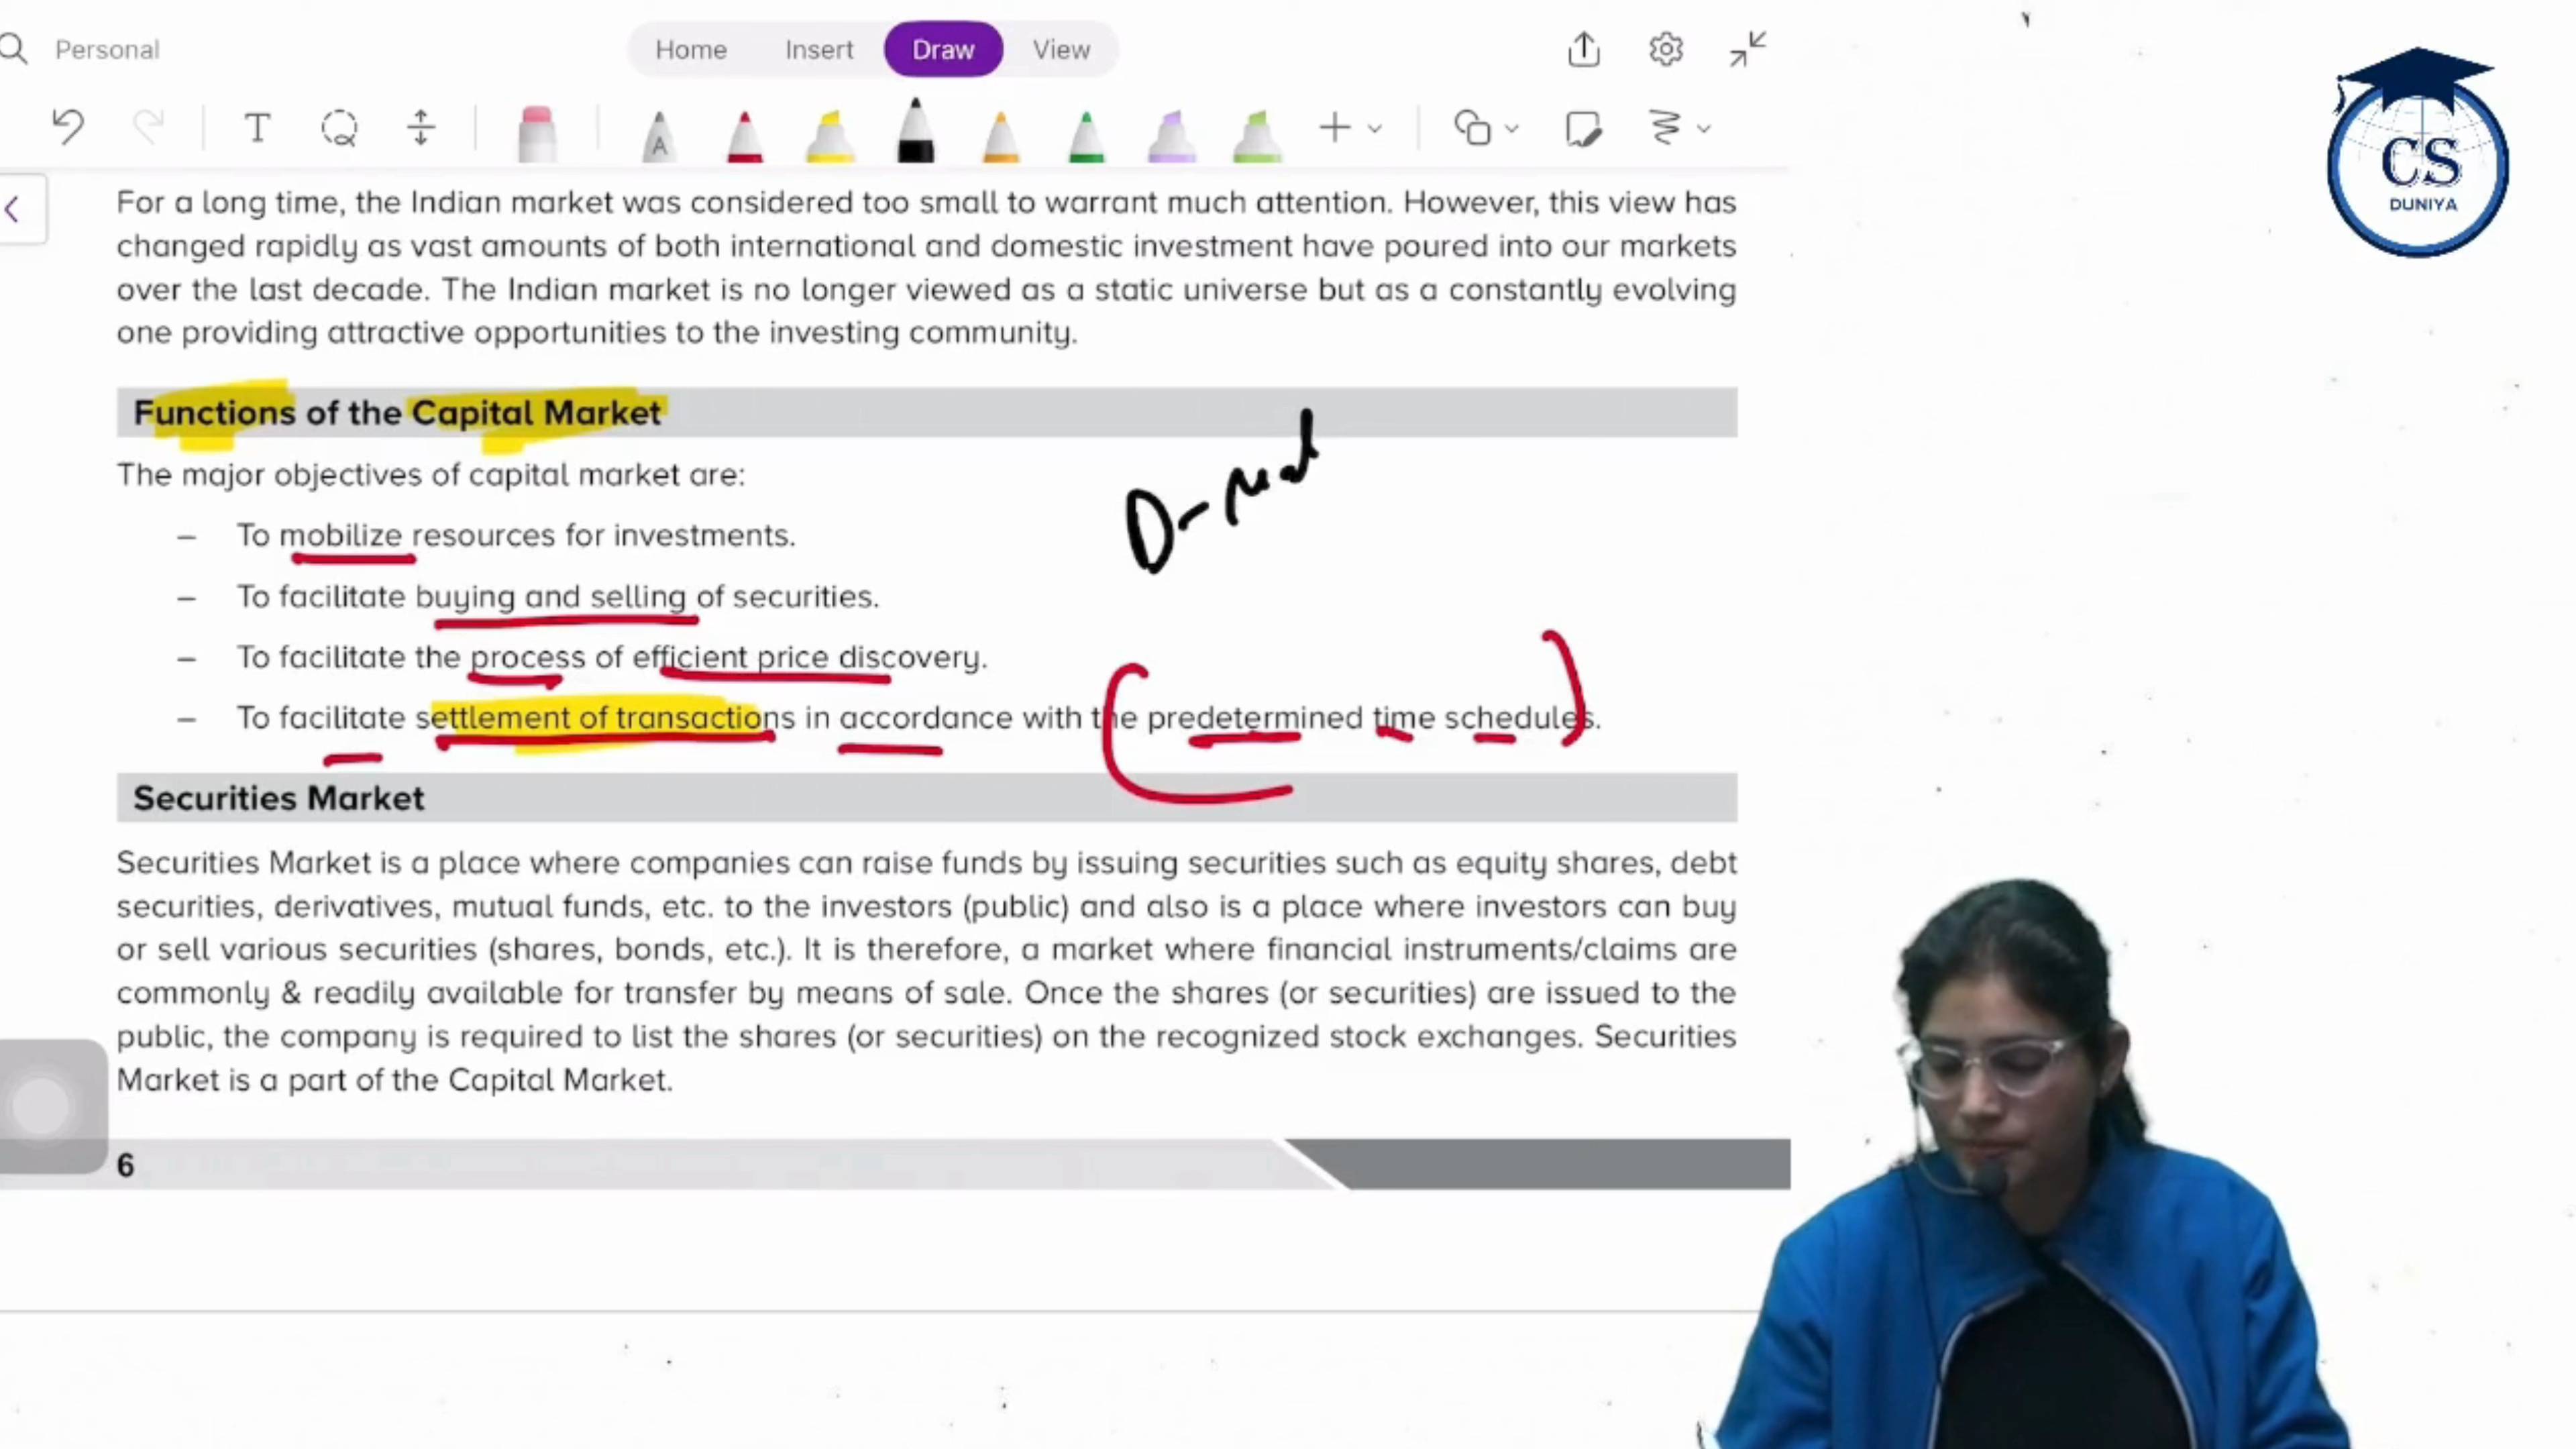 Personal
Home Insert Draw View
T
A
CS
DUNIYA
For a long time, the Indian market was considered too small to warrant much attention. However, this view has
changed rapidly as vast amounts of both international and domestic investment have poured into our markets
over the last decade. The Indian market is no longer viewed as a static universe but as a constantly evolving
one providing attractive opportunities to the investing community.
Functions of the Capital Market
The major objectives of capital market are:
– To mobilize resources for investments.
– To facilitate buying and selling of securities.
– To facilitate the process of efficient price discovery.
– To facilitate settlement of transactions in accordance with the predetermined time schedules.
Securities Market
Securities Market is a place where companies can raise funds by issuing securities such as equity shares, debt
securities, derivatives, mutual funds, etc. to the investors (public) and also is a place where investors can buy
or sell various securities (shares, bonds, etc.). It is therefore, a market where financial instruments/claims are
commonly & readily available for transfer by means of sale. Once the shares (or securities) are issued to the
public, the company is required to list the shares (or securities) on the recognized stock exchanges. Securities
Market is a part of the Capital Market.
6